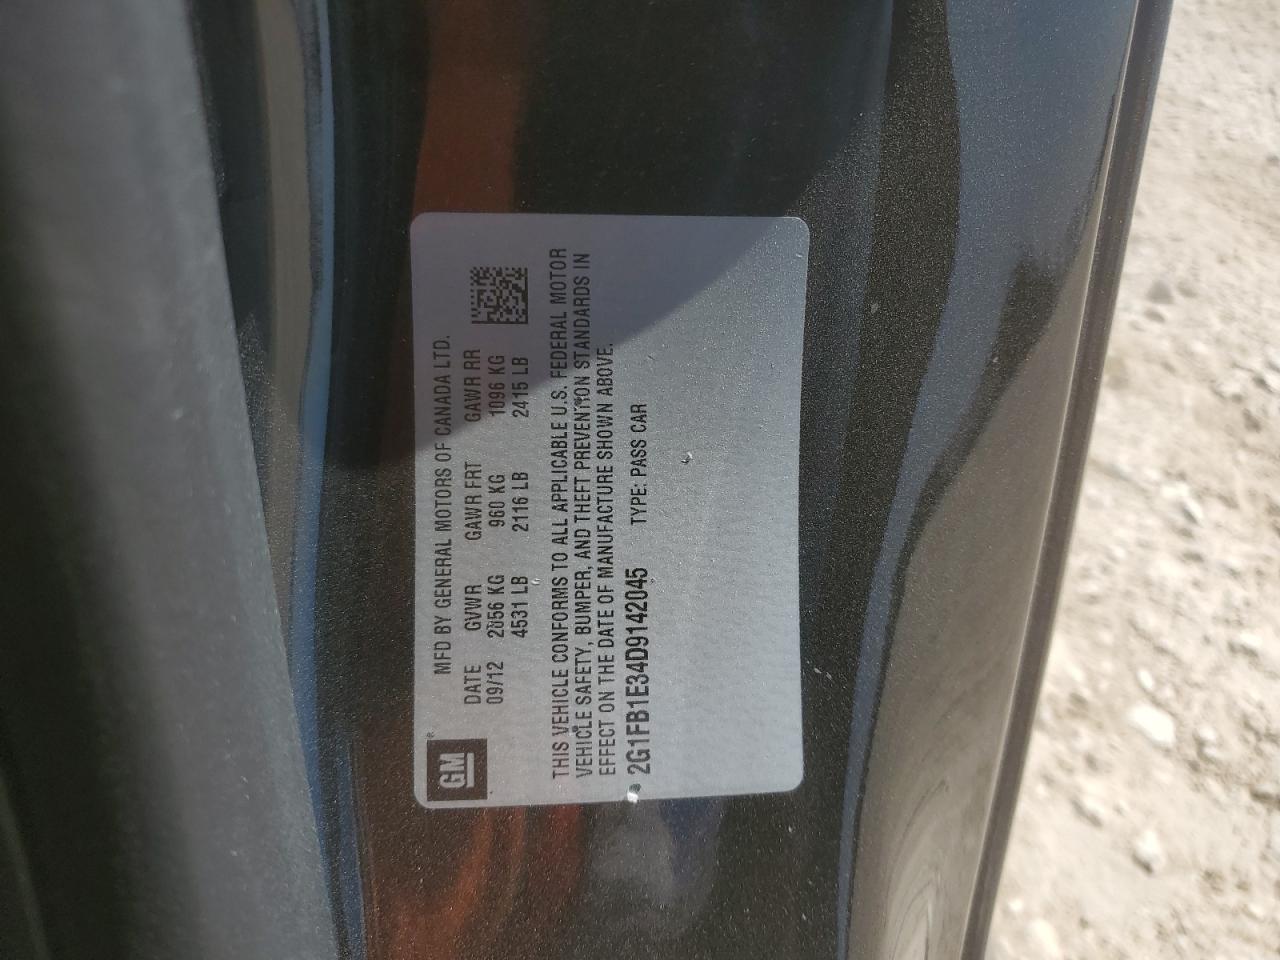 GM
MFD BY GENERAL MOTORS OF CANADA LTD.
DATE GVWR GAWR FRT GAWR RR
09/12 2056 KG 960 KG 1096 KG
4531 LB 2116 LB 2415 LB
THIS VEHICLE CONFORMS TO ALL APPLICABLE U.S. FEDERAL MOTOR
VEHICLE SAFETY, BUMPER, AND THEFT PREVENTION STANDARDS IN
EFFECT ON THE DATE OF MANUFACTURE SHOWN ABOVE.
2G1FB1E34D9142045 TYPE: PASS CAR